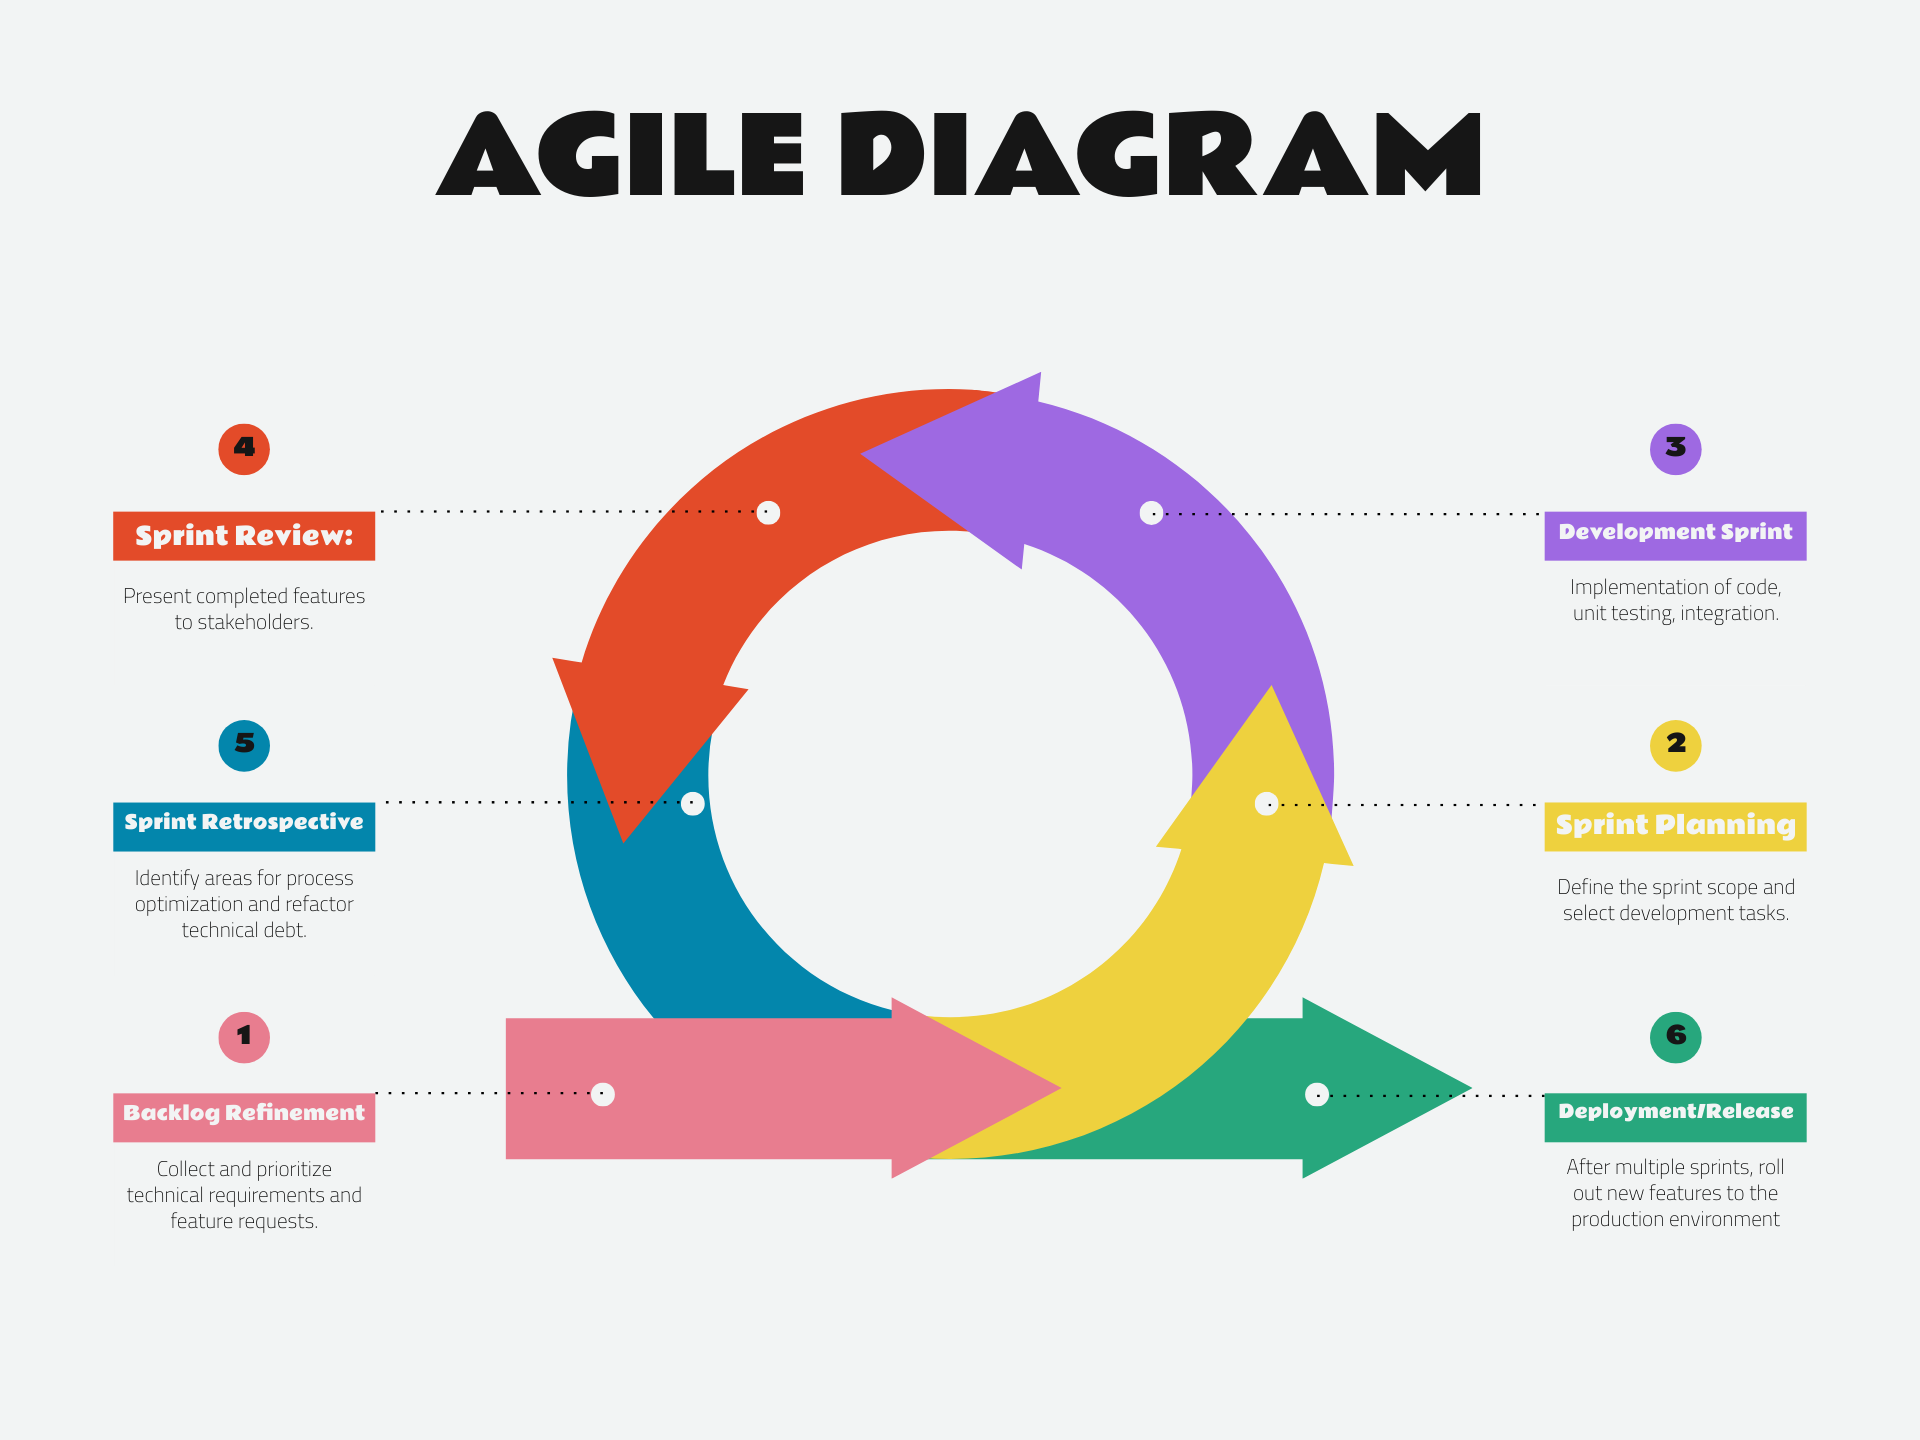 AGILE DIAGRAM
4
Sprint Review:
Present completed features
to stakeholders.
3
Development Sprint
Implementation of code,
unit testing, integration.
5
Sprint Retrospective
Identify areas for process
optimization and refactor
technical debt.
2
Sprint Planning
Define the sprint scope and
select development tasks.
1
Backlog Refinement
Collect and prioritize
technical requirements and
feature requests.
6
Deployment/Release
After multiple sprints, roll
out new features to the
production environment